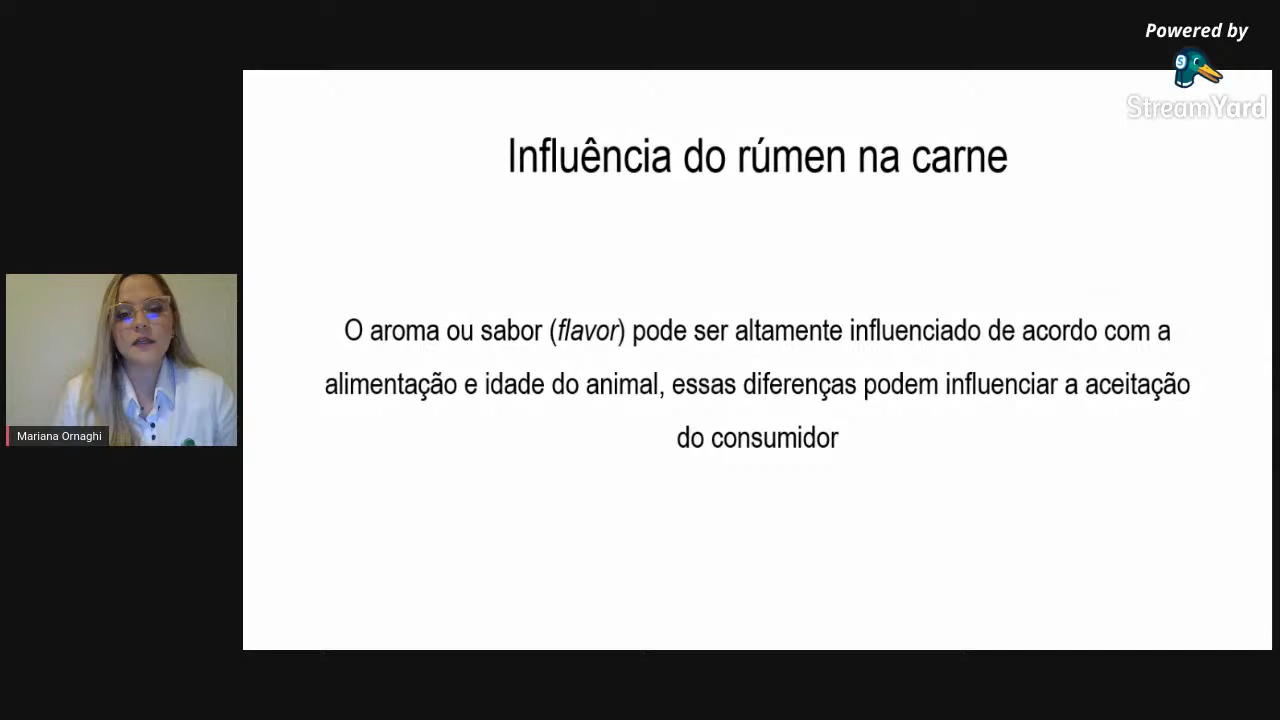 Powered by
StreamYard
Influência do rúmen na carne
O aroma ou sabor (flavor) pode ser altamente influenciado de acordo com a
alimentação e idade do animal, essas diferenças podem influenciar a aceitação
do consumidor
Mariana Ornaghi